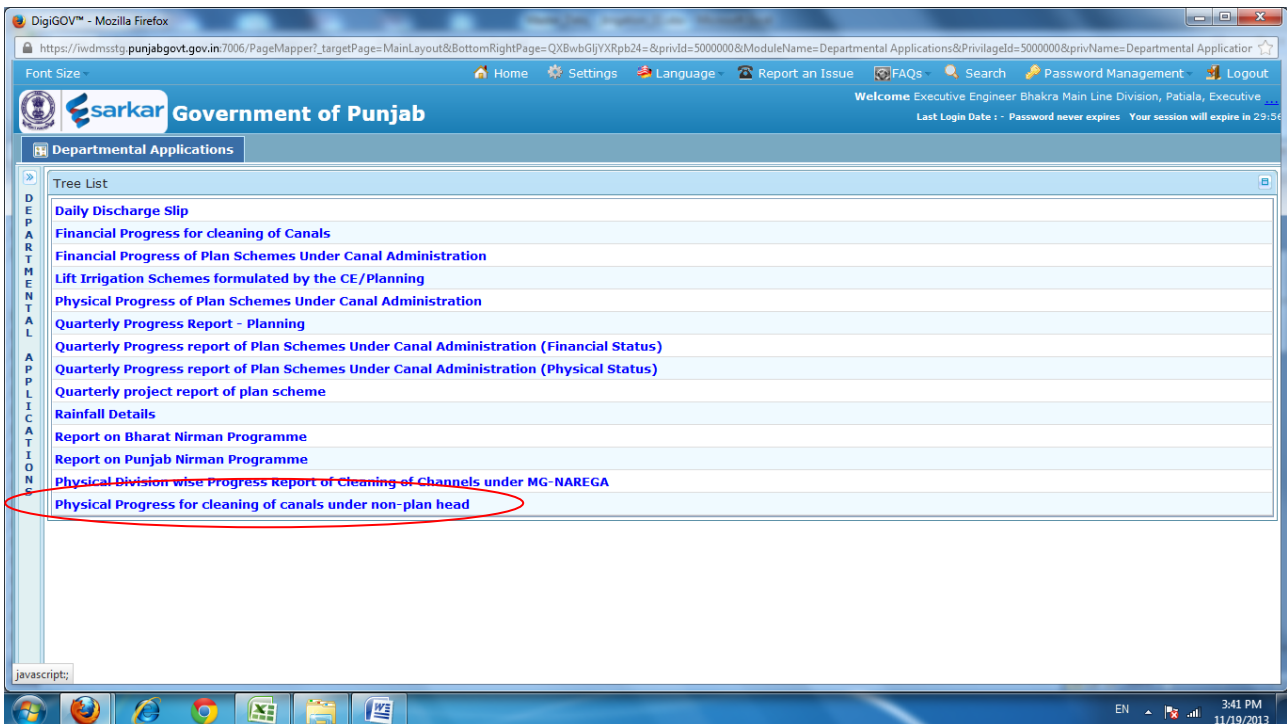 DigiGOV™ - Mozilla Firefox
https://iwdmsstg.punjabgovt.gov.in:7006/PageMapper?_targetPage=MainLayout&BottomRightPage=QXBwbGljYXRpb24=&privId=5000000&ModuleName=Departmental Applications&PrivilageId=5000000&privName=Departmental Applicatior
Font Size Home Settings Language Report an Issue FAQs Search Password Management Logout
Welcome Executive Engineer Bhakra Main Line Division, Patiala, Executive ...
sarkar Government of Punjab
Last Login Date : - Password never expires Your session will expire in 29:56
Departmental Applications
DEPARTMENTAL APPLICATIONS
Tree List
Daily Discharge Slip
Financial Progress for cleaning of Canals
Financial Progress of Plan Schemes Under Canal Administration
Lift Irrigation Schemes formulated by the CE/Planning
Physical Progress of Plan Schemes Under Canal Administration
Quarterly Progress Report - Planning
Quarterly Progress report of Plan Schemes Under Canal Administration (Financial Status)
Quarterly Progress report of Plan Schemes Under Canal Administration (Physical Status)
Quarterly project report of plan scheme
Rainfall Details
Report on Bharat Nirman Programme
Report on Punjab Nirman Programme
Physical Division wise Progress Report of Cleaning of Channels under MG-NAREGA
Physical Progress for cleaning of canals under non-plan head
javascript:;
EN 3:41 PM
11/19/2013